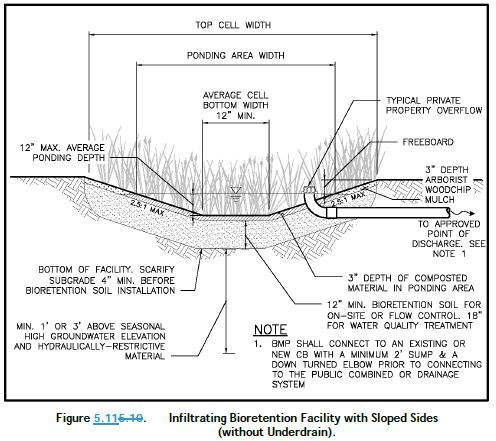 TOP CELL WIDTH
PONDING AREA WIDTH
AVERAGE CELL
BOTTOM WIDTH
12" MIN.
TYPICAL PRIVATE
PROPERTY OVERFLOW
12" MAX. AVERAGE
PONDING DEPTH
FREEBOARD
3" DEPTH
ARBORIST
WOODCHIP
MULCH
2.5:1 MAX
2.5:1 MAX
TO APPROVED
POINT OF
DISCHARGE. SEE
NOTE 1
BOTTOM OF FACILITY. SCARIFY
SUBGRADE 4" MIN. BEFORE
BIORETENTION SOIL INSTALLATION
3" DEPTH OF COMPOSTED
MATERIAL IN PONDING AREA
12" MIN. BIORETENTION SOIL FOR
ON-SITE OR FLOW CONTROL. 18"
FOR WATER QUALITY TREATMENT
MIN. 1' OR 3' ABOVE SEASONAL
HIGH GROUNDWATER ELEVATION
AND HYDRAULICALLY-RESTRICTIVE
MATERIAL
NOTE
1. BMP SHALL CONNECT TO AN EXISTING OR
NEW CB WITH A MINIMUM 2' SUMP & A
DOWN TURNED ELBOW PRIOR TO CONNECTING
TO THE PUBLIC COMBINED OR DRAINAGE
SYSTEM
Figure 5.115.10. Infiltrating Bioretention Facility with Sloped Sides
(without Underdrain).